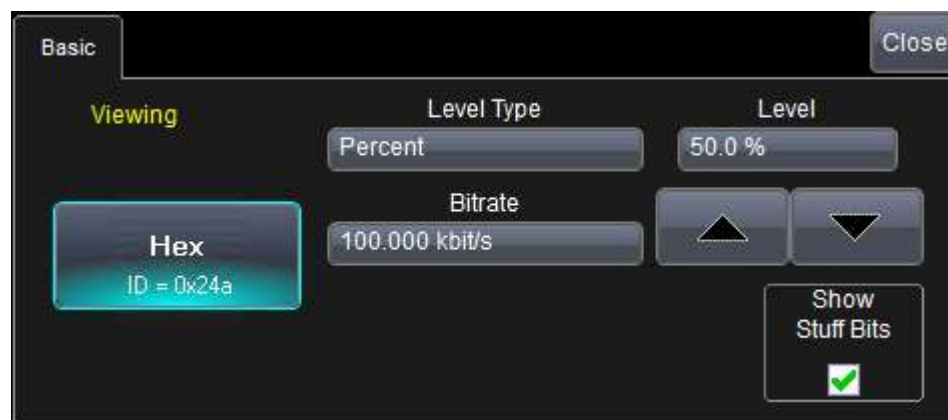 Basic
Close
Viewing
Level Type
Level
Percent
50.0 %
Bitrate
100.000 kbit/s
Hex
ID = 0x24a
Show
Stuff Bits